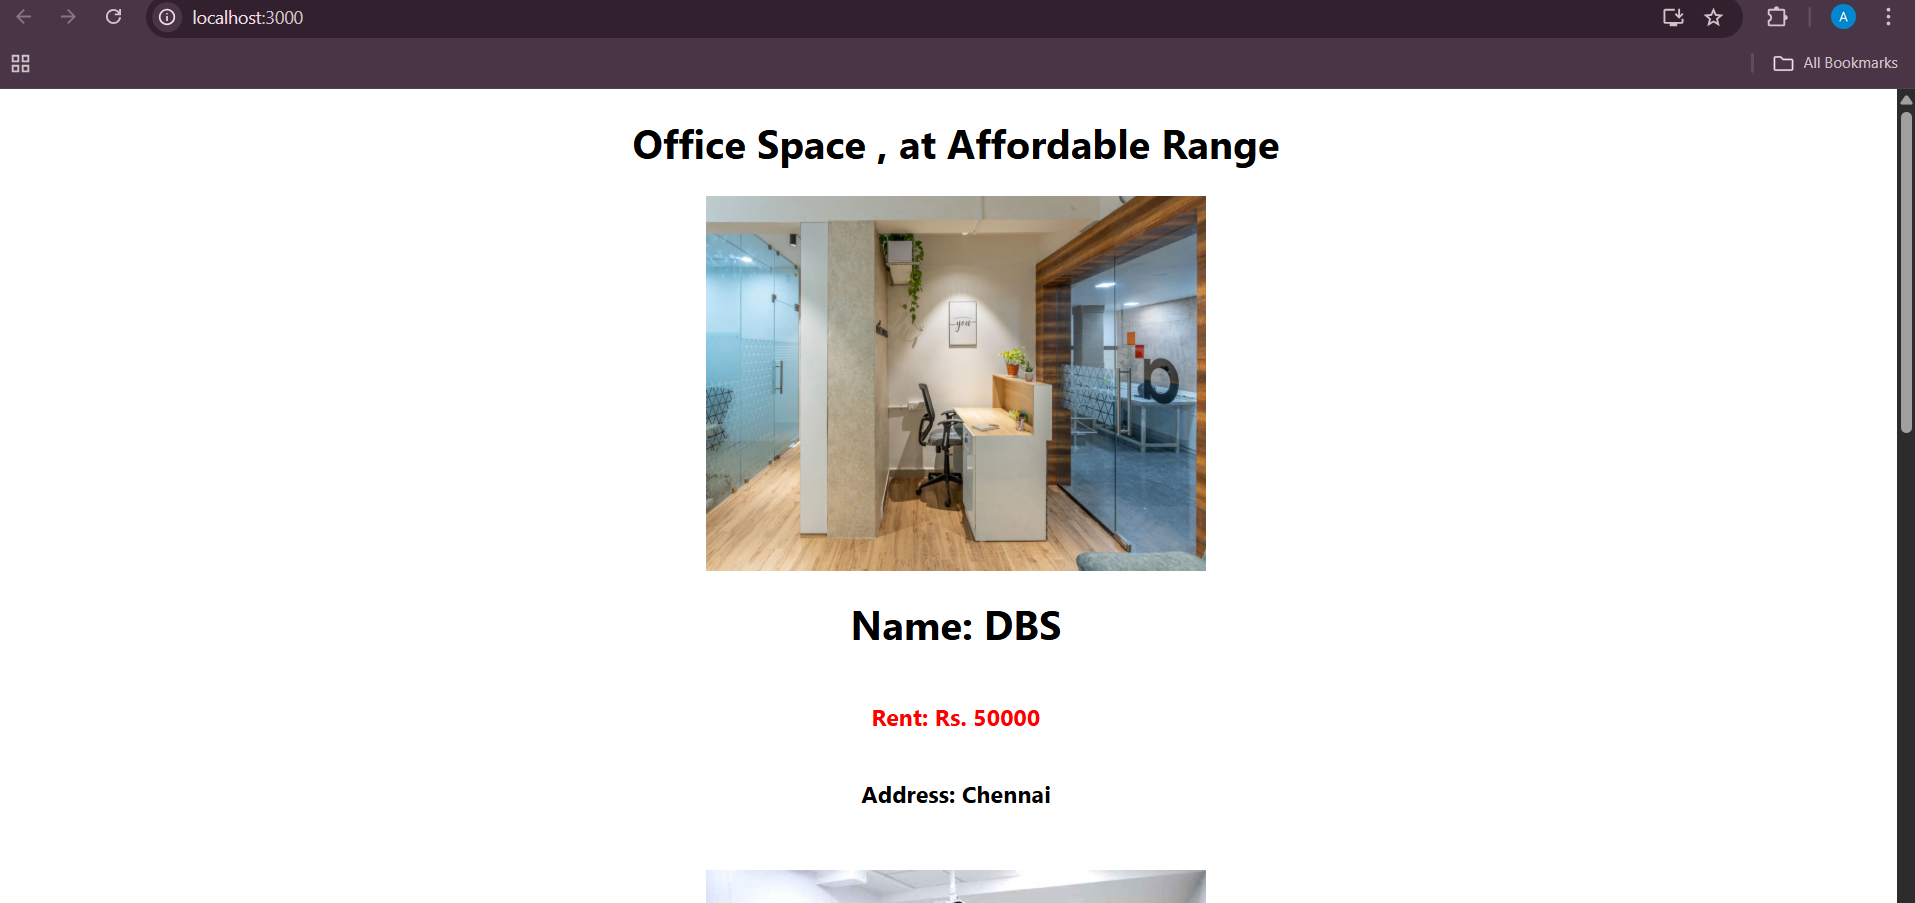 localhost:3000
A
All Bookmarks
Office Space , at Affordable Range
you
b
Name: DBS
Rent: Rs. 50000
Address: Chennai